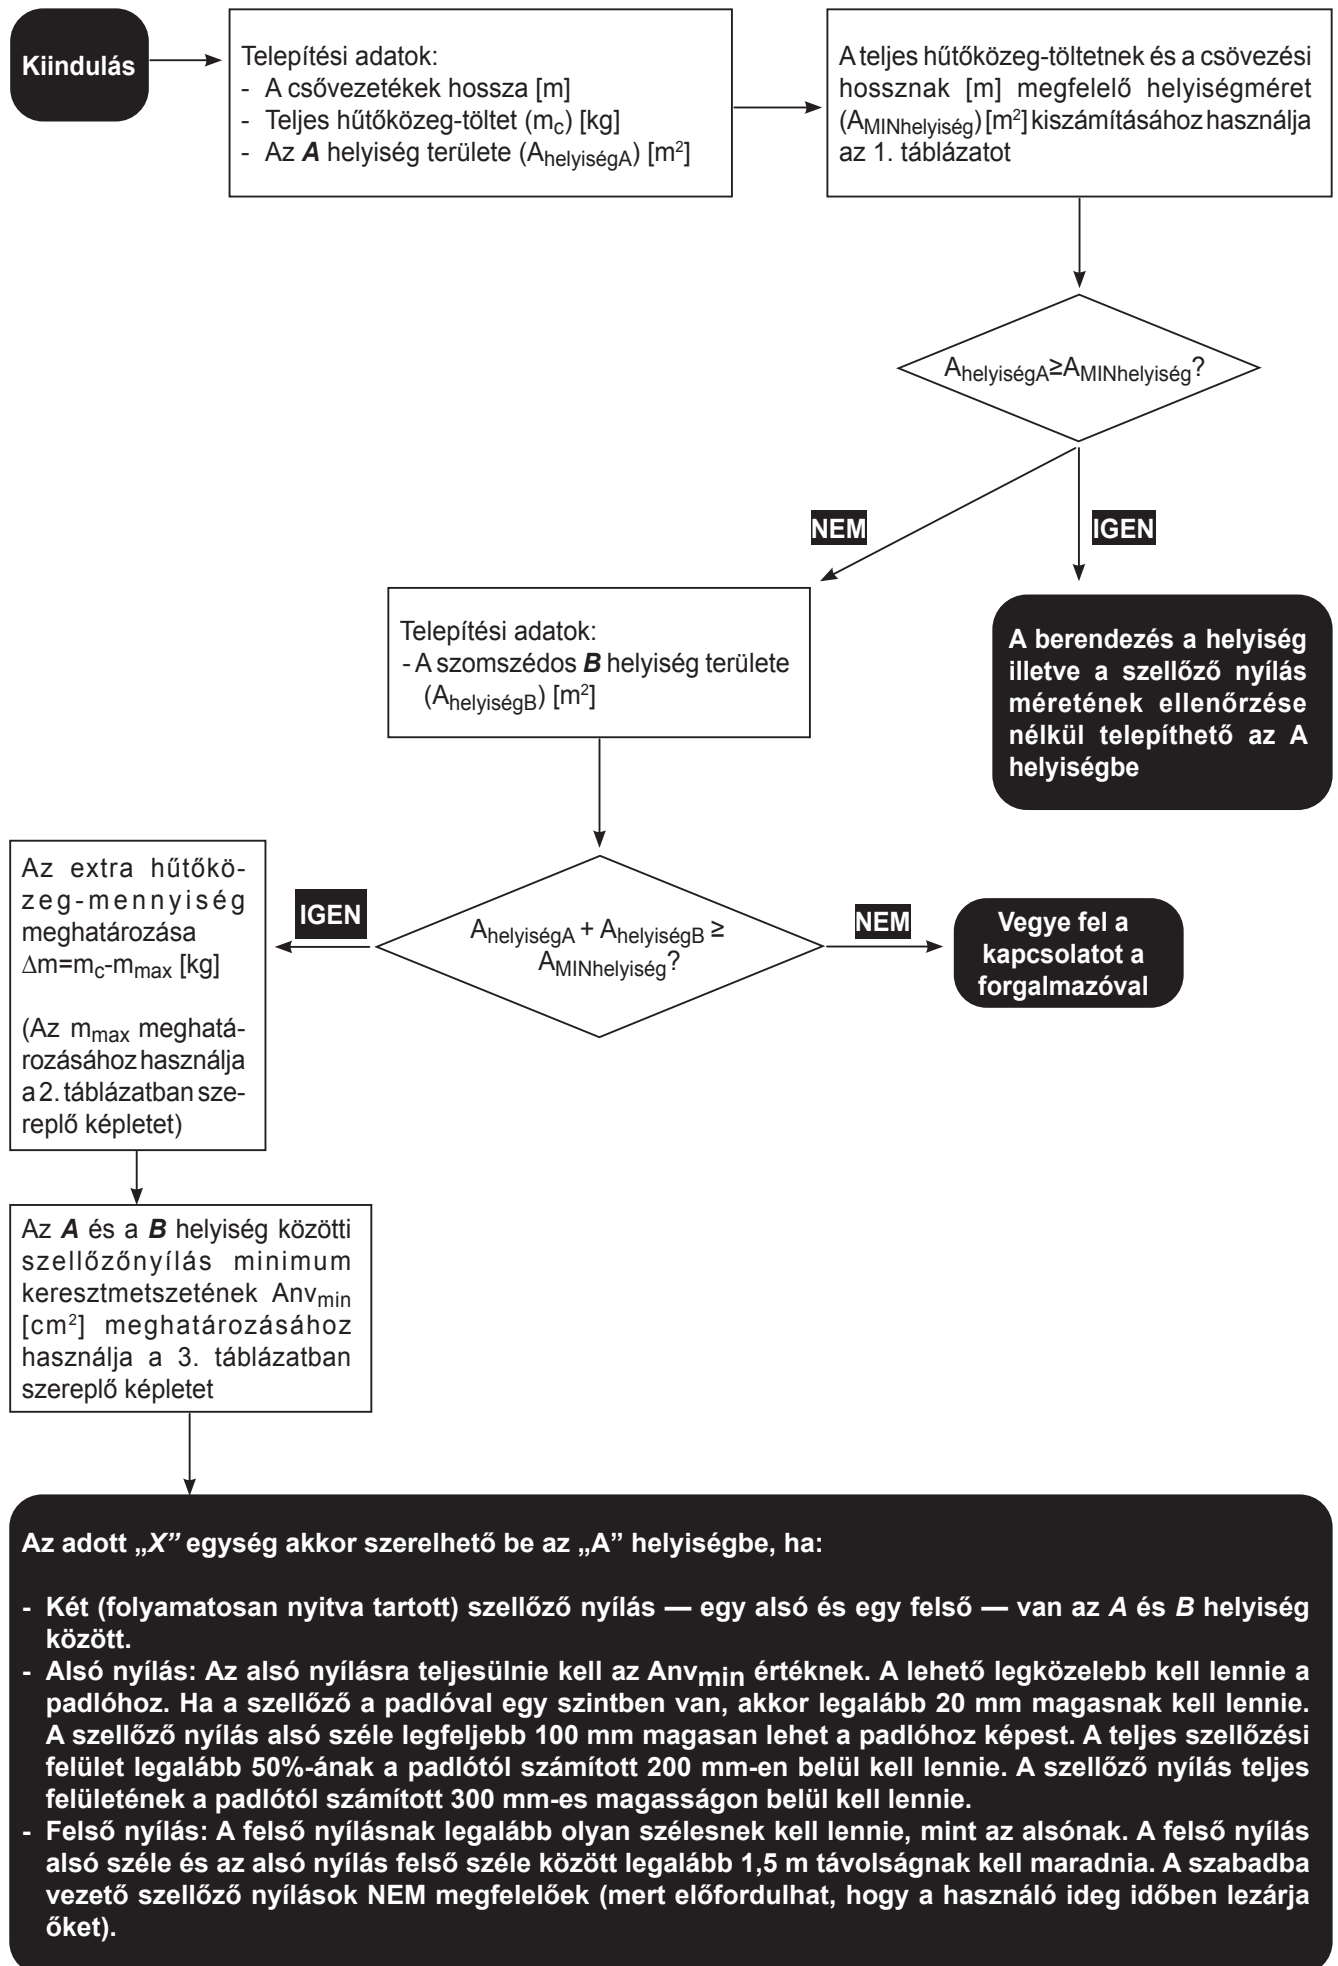 Kiindulás
Telepítési adatok:
- A csővezetékek hossza [m]
- Teljes hűtőközeg-töltet (mc) [kg]
- Az A helyiség területe (AhelyiségA) [m²]
A teljes hűtőközeg-töltetnek és a csövezési
hossznak [m] megfelelő helyiségméret
(AMINhelyiség) [m²] kiszámításához használja
az 1. táblázatot
AhelyiségA≥AMINhelyiség?
NEM
IGEN
Telepítési adatok:
- A szomszédos B helyiség területe
(AhelyiségB) [m²]
A berendezés a helyiség
illetve a szellőző nyílás
méretének ellenőrzése
nélkül telepíthető az A
helyiségbe
Az extra hűtőkö-
zeg-mennyiség
meghatározása
Δm=mc-mmax [kg]
(Az mmax meghatá-
rozásához használja
a 2. táblázatban sze-
replő képletet)
IGEN
AhelyiségA + AhelyiségB ≥
AMINhelyiség?
NEM
Vegye fel a
kapcsolatot a
forgalmazóval
Az A és a B helyiség közötti
szellőzőnyílás minimum
keresztmetszetének Anvmin
[cm²] meghatározásához
használja a 3. táblázatban
szereplő képletet
Az adott „X” egység akkor szerelhető be az „A” helyiségbe, ha:
- Két (folyamatosan nyitva tartott) szellőző nyílás — egy alsó és egy felső — van az A és B helyiség
között.
- Alsó nyílás: Az alsó nyílásra teljesülnie kell az Anvmin értéknek. A lehető legközelebb kell lennie a
padlóhoz. Ha a szellőző a padlóval egy szintben van, akkor legalább 20 mm magasnak kell lennie.
A szellőző nyílás alsó széle legfeljebb 100 mm magasan lehet a padlóhoz képest. A teljes szellőzési
felület legalább 50%-ának a padlótól számított 200 mm-en belül kell lennie. A szellőző nyílás teljes
felületének a padlótól számított 300 mm-es magasságon belül kell lennie.
- Felső nyílás: A felső nyílásnak legalább olyan szélesnek kell lennie, mint az alsónak. A felső nyílás
alsó széle és az alsó nyílás felső széle között legalább 1,5 m távolságnak kell maradnia. A szabadba
vezető szellőző nyílások NEM megfelelőek (mert előfordulhat, hogy a használó ideg időben lezárja
őket).